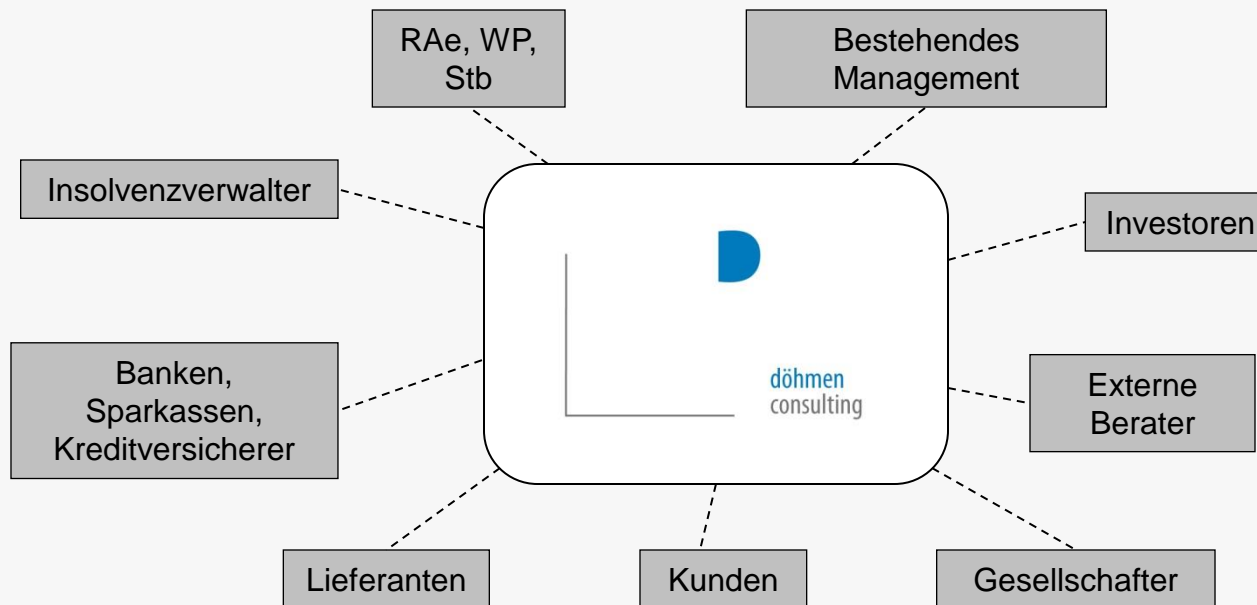 RAe, WP,
Stb
Bestehendes
Management
Insolvenzverwalter
Investoren
D
döhmen
consulting
Banken,
Sparkassen,
Kreditversicherer
Externe
Berater
Lieferanten
Kunden
Gesellschafter